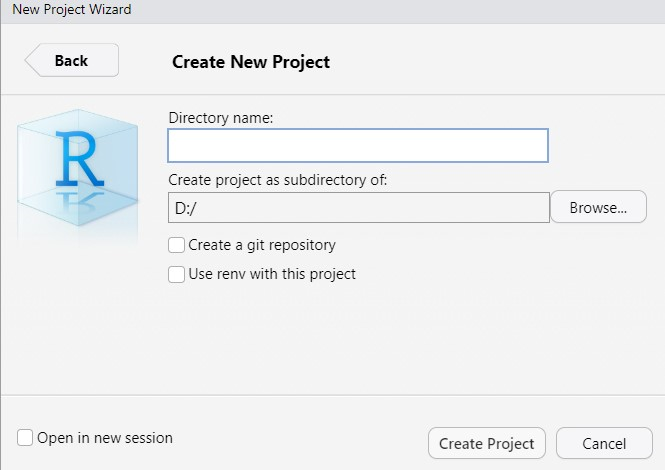 New Project Wizard
Back
Create New Project
R
Directory name:
Create project as subdirectory of:
D:/
Browse...
Create a git repository
Use renv with this project
Open in new session
Create Project
Cancel